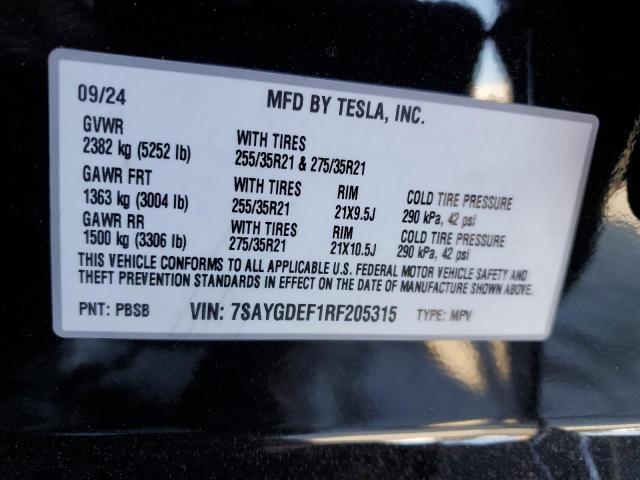 09/24 MFD BY TESLA, INC.
GVWR WITH TIRES
2382 kg (5252 lb) 255/35R21 & 275/35R21
GAWR FRT WITH TIRES RIM COLD TIRE PRESSURE
1363 kg (3004 lb) 255/35R21 21X9.5J 290 kPa, 42 psi
GAWR RR WITH TIRES RIM COLD TIRE PRESSURE
1500 kg (3306 lb) 275/35R21 21X10.5J 290 kPa, 42 psi
THIS VEHICLE CONFORMS TO ALL APPLICABLE U.S. FEDERAL MOTOR VEHICLE SAFETY AND
THEFT PREVENTION STANDARDS IN EFFECT ON THE DATE OF MANUFACTURE SHOWN ABOVE.
PNT: PBSB VIN: 7SAYGDEF1RF205315 TYPE: MPV